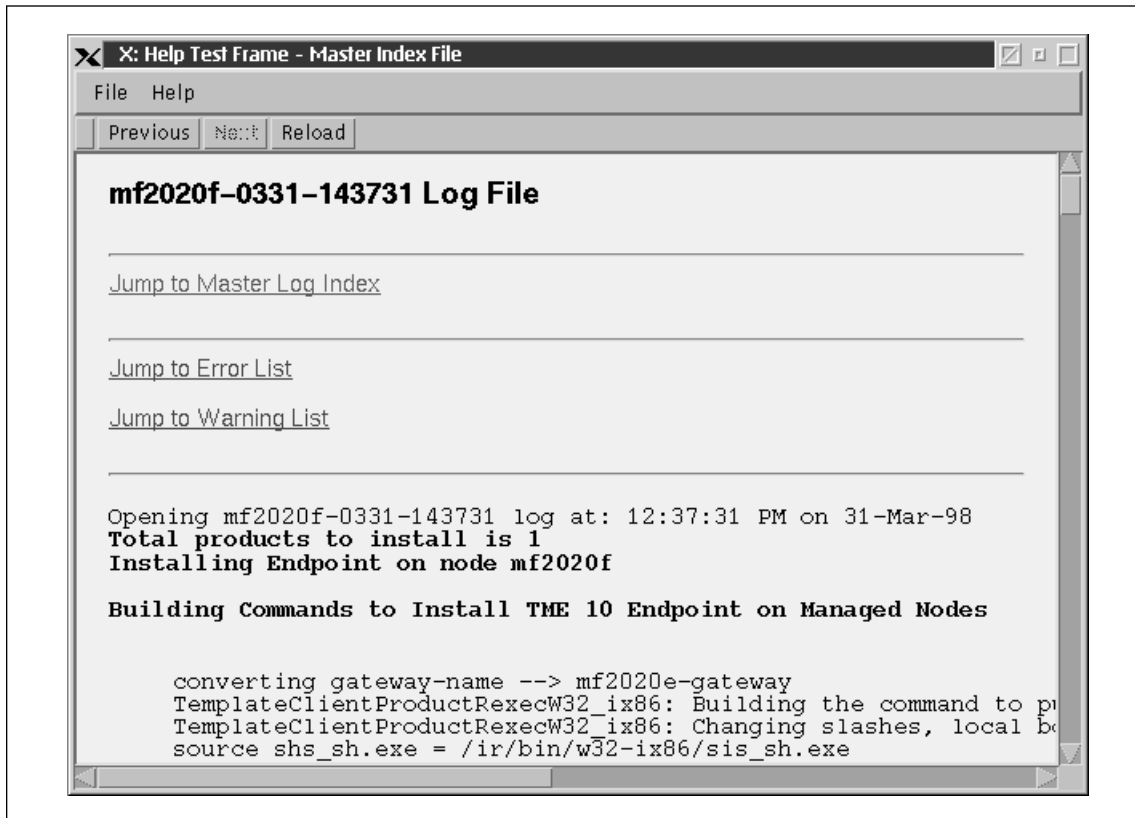 X: Help Test Frame - Master Index File
File Help
Previous Next Reload
mf2020f-0331-143731 Log File
Jump to Master Log Index
Jump to Error List
Jump to Warning List
Opening mf2020f-0331-143731 log at: 12:37:31 PM on 31-Mar-98
Total products to install is 1
Installing Endpoint on node mf2020f
Building Commands to Install TME 10 Endpoint on Managed Nodes
converting gateway-name --> mf2020e-gateway
TemplateClientProductRexecW32_ix86: Building the command to
TemplateClientProductRexecW32_ix86: Changing slashes, local
source shs_sh.exe = /ir/bin/w32-ix86/sis_sh.exe